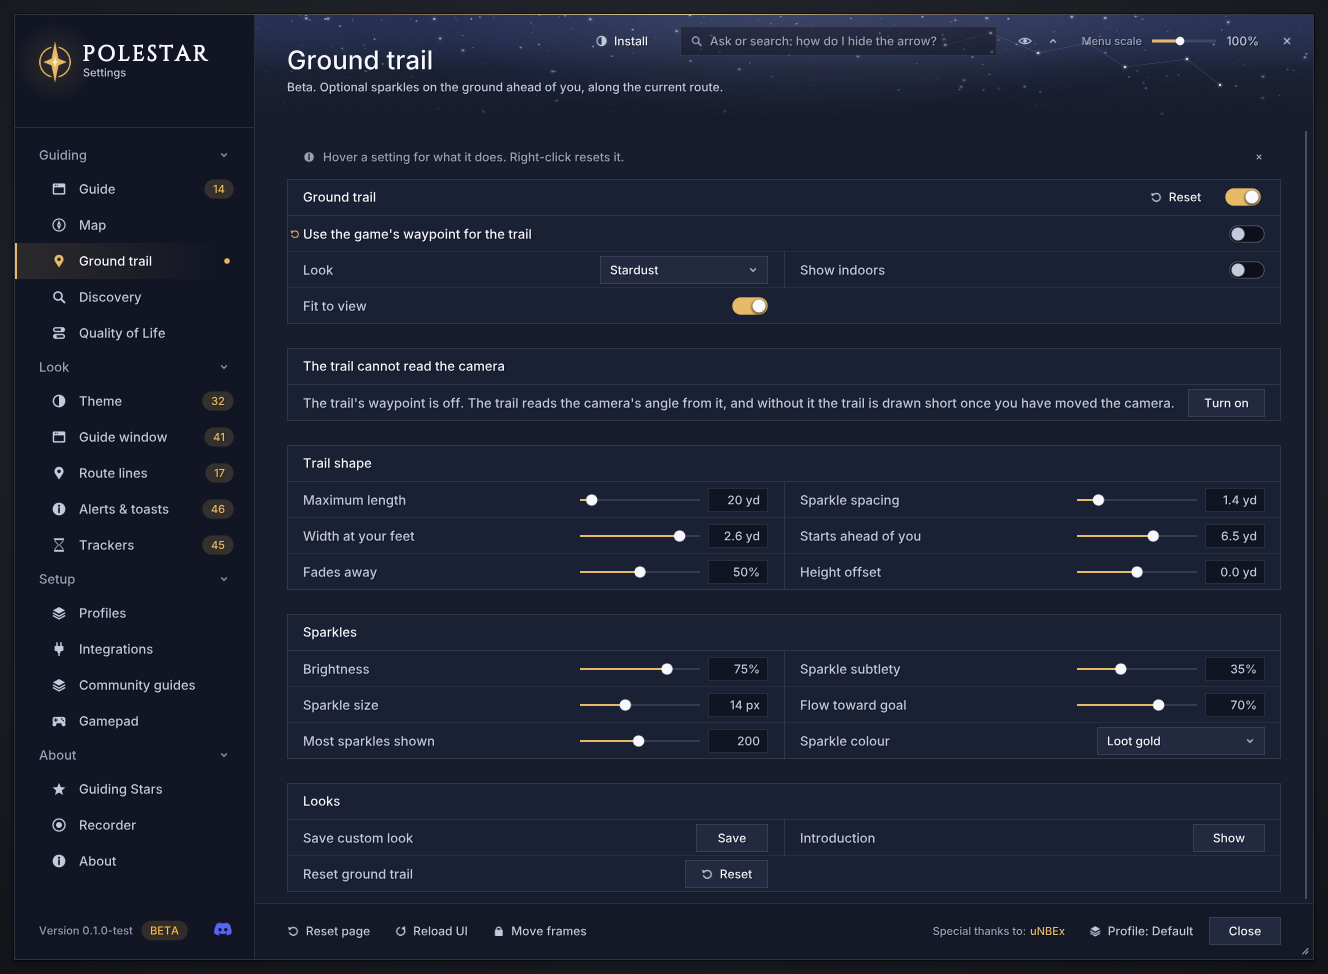 POLESTAR
Settings
Install
Ask or search: how do I hide the arrow?
Menu scale
100%
Ground trail
Beta. Optional sparkles on the ground ahead of you, along the current route.
Guiding
Guide
14
Map
Ground trail
Discovery
Quality of Life
Look
Theme
32
Guide window
41
Route lines
17
Alerts & toasts
46
Trackers
45
Setup
Profiles
Integrations
Community guides
Gamepad
About
Guiding Stars
Recorder
About
Version 0.1.0-test
BETA
Hover a setting for what it does. Right-click resets it.
Ground trail
Reset
Use the game's waypoint for the trail
Look
Stardust
Show indoors
Fit to view
The trail cannot read the camera
The trail's waypoint is off. The trail reads the camera's angle from it, and without it the trail is drawn short once you have moved the camera.
Turn on
Trail shape
Maximum length
20 yd
Sparkle spacing
1.4 yd
Width at your feet
2.6 yd
Starts ahead of you
6.5 yd
Fades away
50%
Height offset
0.0 yd
Sparkles
Brightness
75%
Sparkle subtlety
35%
Sparkle size
14 px
Flow toward goal
70%
Most sparkles shown
200
Sparkle colour
Loot gold
Looks
Save custom look
Save
Introduction
Show
Reset ground trail
Reset
Reset page
Reload UI
Move frames
Special thanks to: uNBEx
Profile: Default
Close